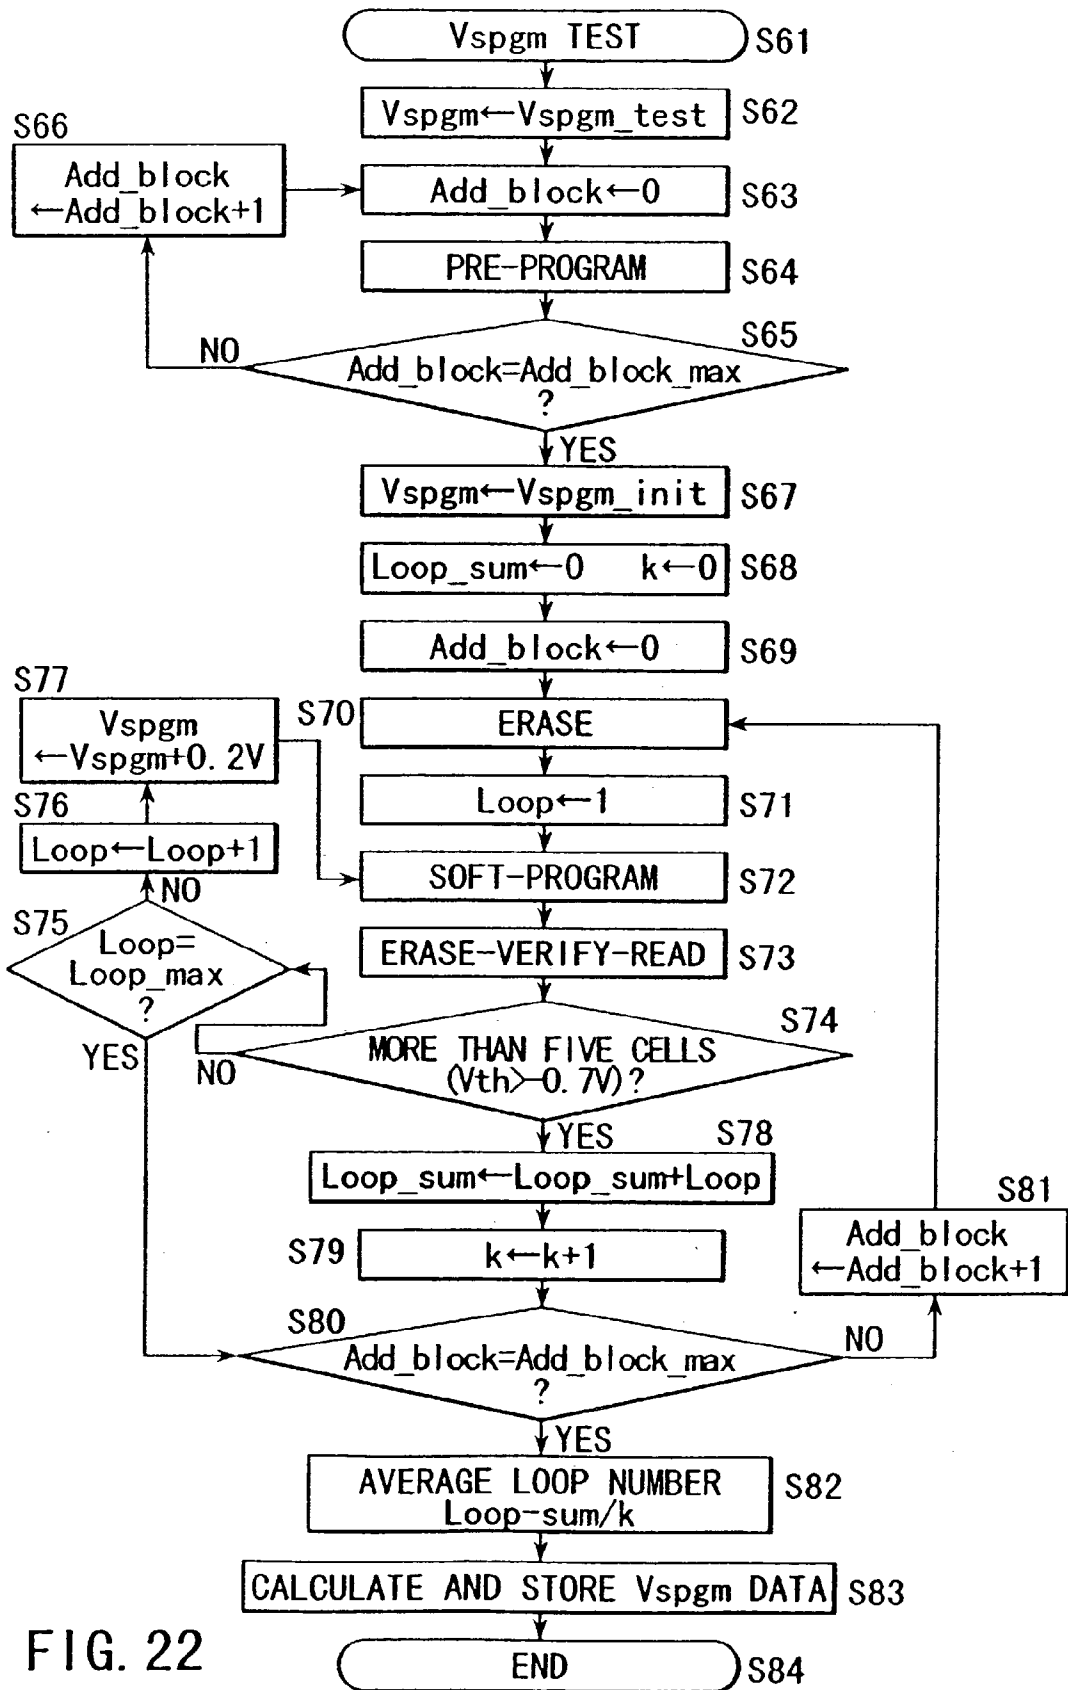 Vspgm TEST
S61
Vspgm←Vspgm_test
S62
S66
Add_block
←Add_block+1
Add_block←0
S63
PRE-PROGRAM
S64
S65
NO
Add_block=Add_block_max
?
YES
Vspgm←Vspgm_init
S67
Loop_sum←0 k←0
S68
Add_block←0
S69
S77
Vspgm
←Vspgm+0.2V
S70
ERASE
S76
Loop←Loop+1
Loop←1
S71
NO
SOFT-PROGRAM
S72
S75
Loop=
Loop_max
?
ERASE-VERIFY-READ
S73
S74
YES
NO
MORE THAN FIVE CELLS
(Vth>-0.7V)?
YES
S78
Loop_sum←Loop_sum+Loop
S81
Add_block
←Add_block+1
S79
k←k+1
S80
NO
Add_block=Add_block_max
?
YES
AVERAGE LOOP NUMBER
Loop-sum/k
S82
CALCULATE AND STORE Vspgm DATA
S83
FIG. 22
END
S84